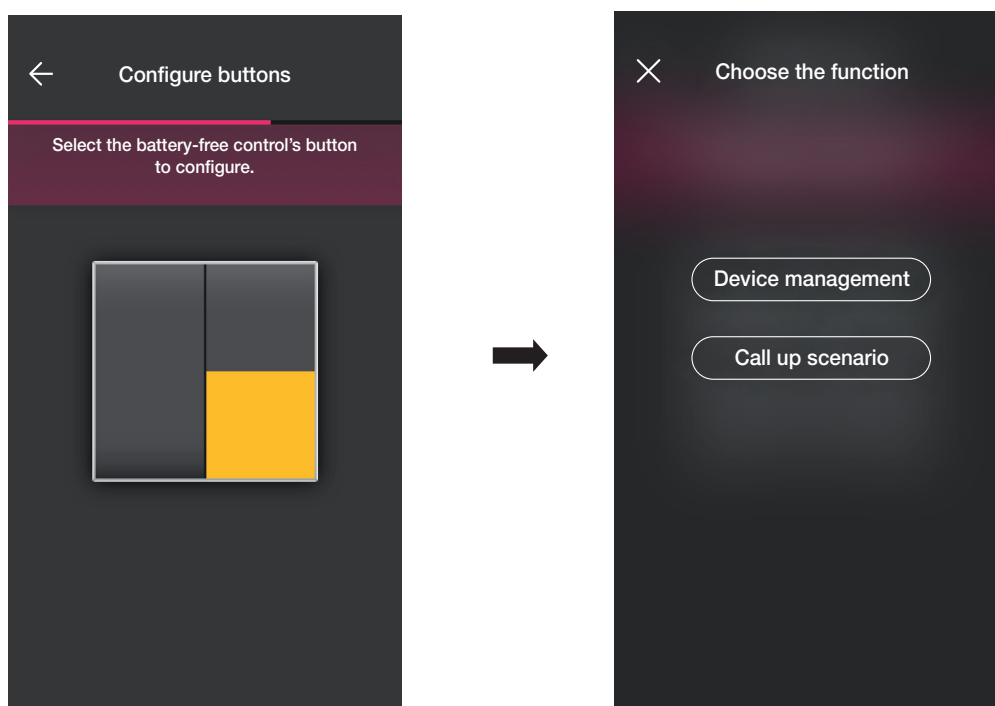 Configure buttons
Select the battery-free control's button
to configure.
Choose the function
Device management
Call up scenario